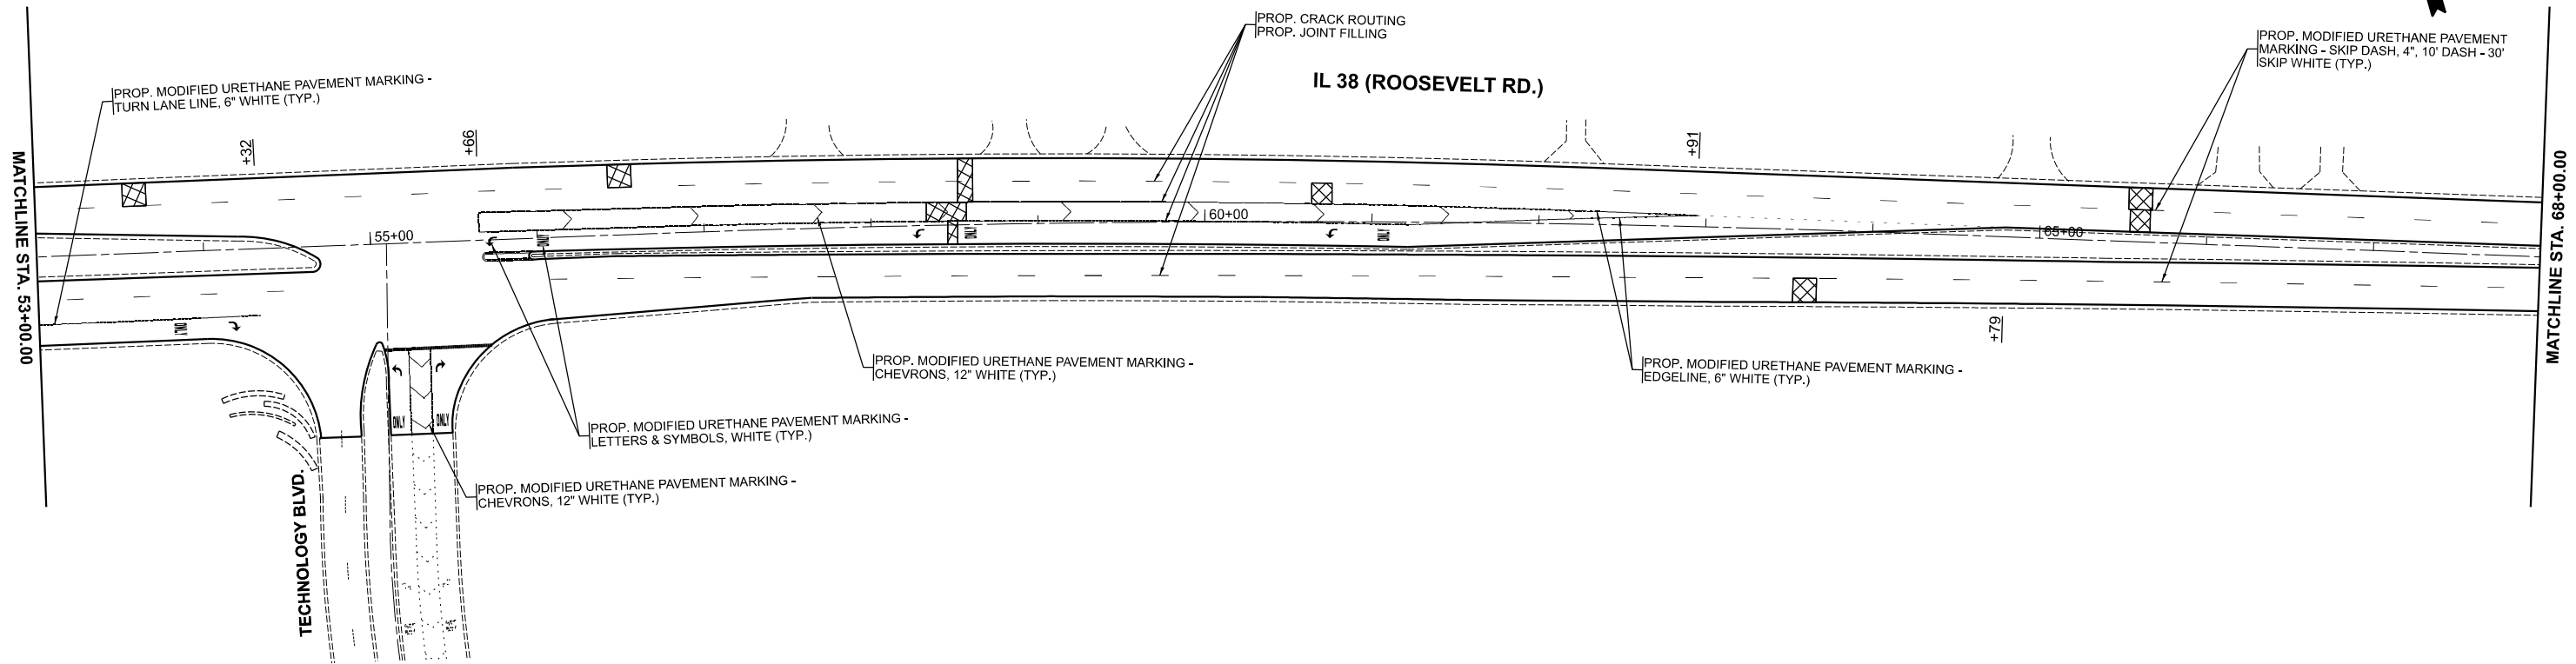 PROP. CRACK ROUTING
PROP. JOINT FILLING
IL 38 (ROOSEVELT RD.)
PROP. MODIFIED URETHANE PAVEMENT
MARKING - SKIP DASH, 4", 10' DASH - 30'
SKIP WHITE (TYP.)
PROP. MODIFIED URETHANE PAVEMENT MARKING -
TURN LANE LINE, 6" WHITE (TYP.)
+32
+66
+91
MATCHLINE STA. 53+00.00
MATCHLINE STA. 68+00.00
55+00
60+00
65+00
ONLY
ONLY
ONLY
ONLY
+79
PROP. MODIFIED URETHANE PAVEMENT MARKING -
CHEVRONS, 12" WHITE (TYP.)
PROP. MODIFIED URETHANE PAVEMENT MARKING -
EDGELINE, 6" WHITE (TYP.)
ONLY
ONLY
PROP. MODIFIED URETHANE PAVEMENT MARKING -
LETTERS & SYMBOLS, WHITE (TYP.)
PROP. MODIFIED URETHANE PAVEMENT MARKING -
CHEVRONS, 12" WHITE (TYP.)
TECHNOLOGY BLVD.